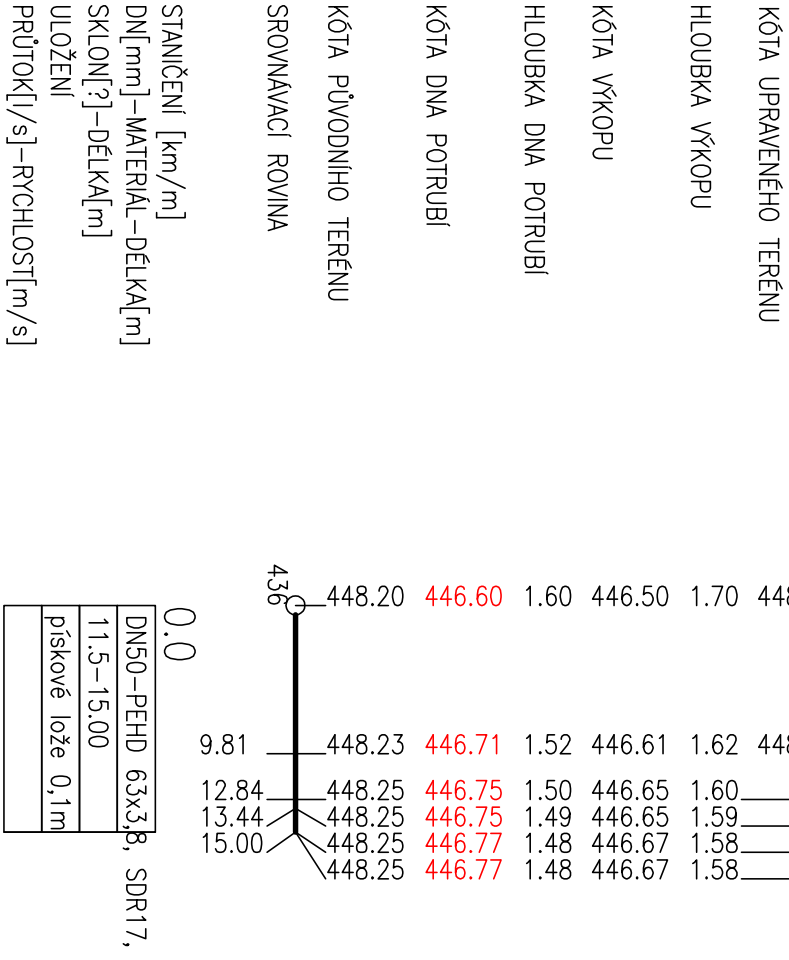 KÓTA UPRAVENÉHO TERÉNU
HLOUBKA VÝKOPU
KÓTA VÝKOPU
HLOUBKA DNA POTRUBÍ
KÓTA DNA POTRUBÍ
KÓTA PŮVODNÍHO TERÉNU
SROVNÁVACÍ ROVINA
STANIČENÍ [km/m]
DN[mm]–MATERIÁL–DÉLKA[m]
SKLON[?]–DÉLKA[m]
ULOŽENÍ
PRŮTOK[l/s]–RYCHLOST[m/s]
436
448.20 446.60 1.60 446.50 1.70 448
9.81 448.23 446.71 1.52 446.61 1.62 448
12.84 448.25 446.75 1.50 446.65 1.60
13.44 448.25 446.75 1.49 446.65 1.59
15.00 448.25 446.77 1.48 446.67 1.58
448.25 446.77 1.48 446.67 1.58
0.0
DN50–PEHD 63x3,8, SDR17,
11.5–15.00
pískové lože 0,1m